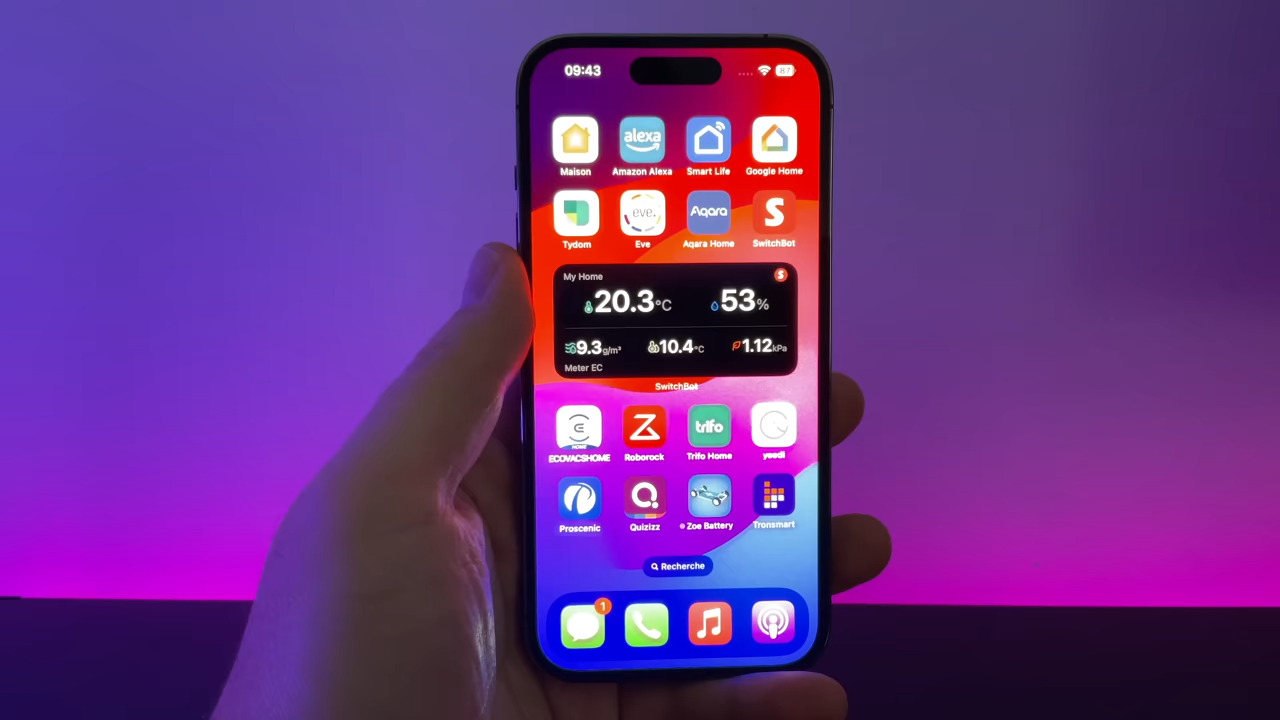 09:43 87
Maison Amazon Alexa Smart Life Google Home
alexa
Tydom Eve Aqara Home SwitchBot
eve. Aqara S
My Home S
20.3°C 53%
9.3g/m³ 10.4°C 1.12kPa
Meter EC
SwitchBot
HOME trifo
ECOVACSHOME Roborock Trifo Home yeedi
Proscenic Quizizz Zoe Battery Tronsmart
Recherche
1